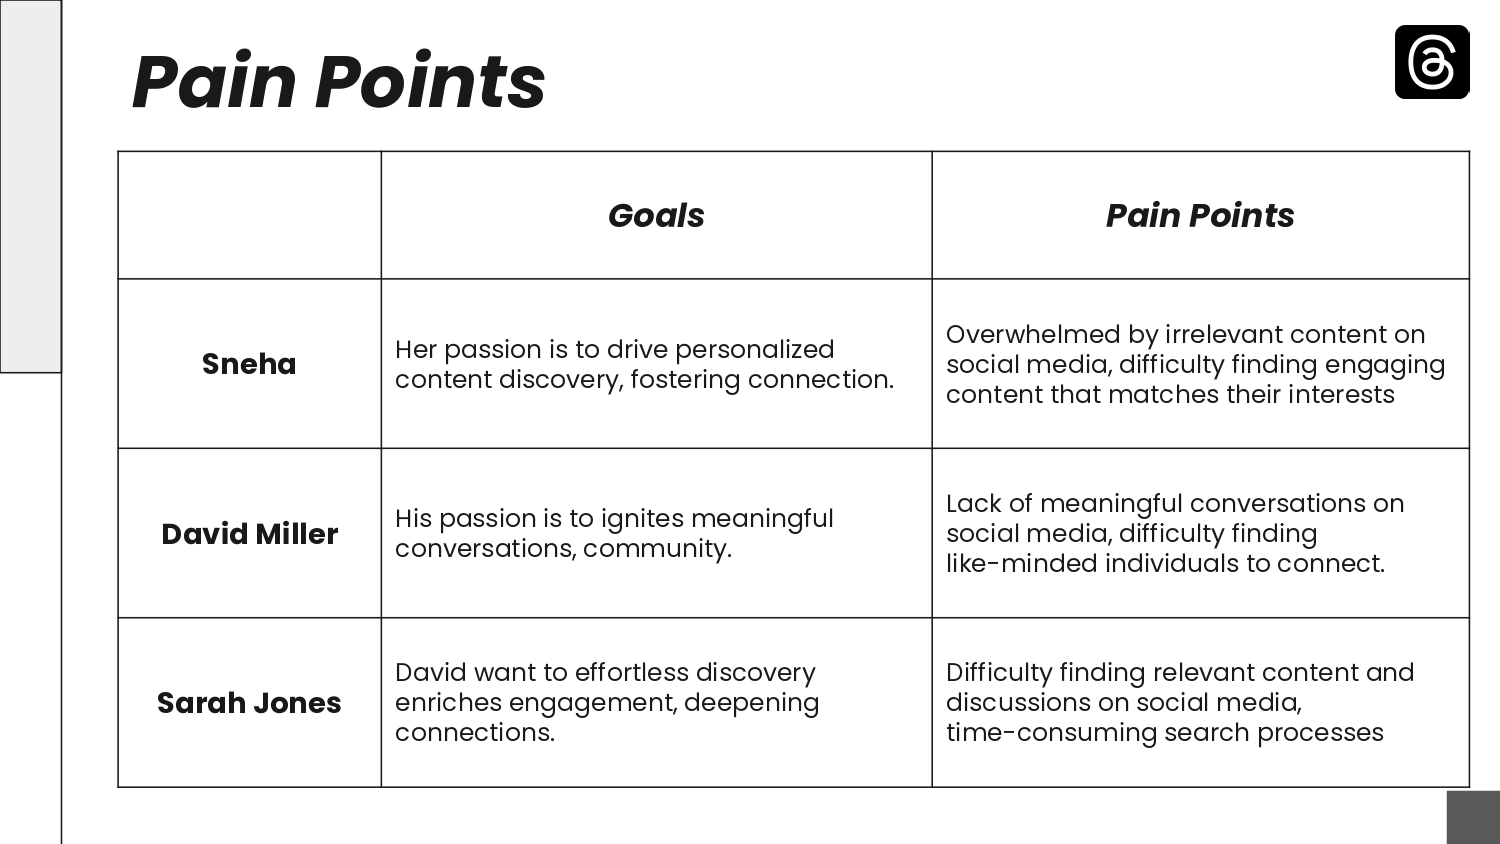 Pain Points
Goals
Pain Points
Sneha
Her passion is to drive personalized
content discovery, fostering connection.
Overwhelmed by irrelevant content on
social media, difficulty finding engaging
content that matches their interests
David Miller
His passion is to ignites meaningful
conversations, community.
Lack of meaningful conversations on
social media, difficulty finding
like-minded individuals to connect.
Sarah Jones
David want to effortless discovery
enriches engagement, deepening
connections.
Difficulty finding relevant content and
discussions on social media,
time-consuming search processes